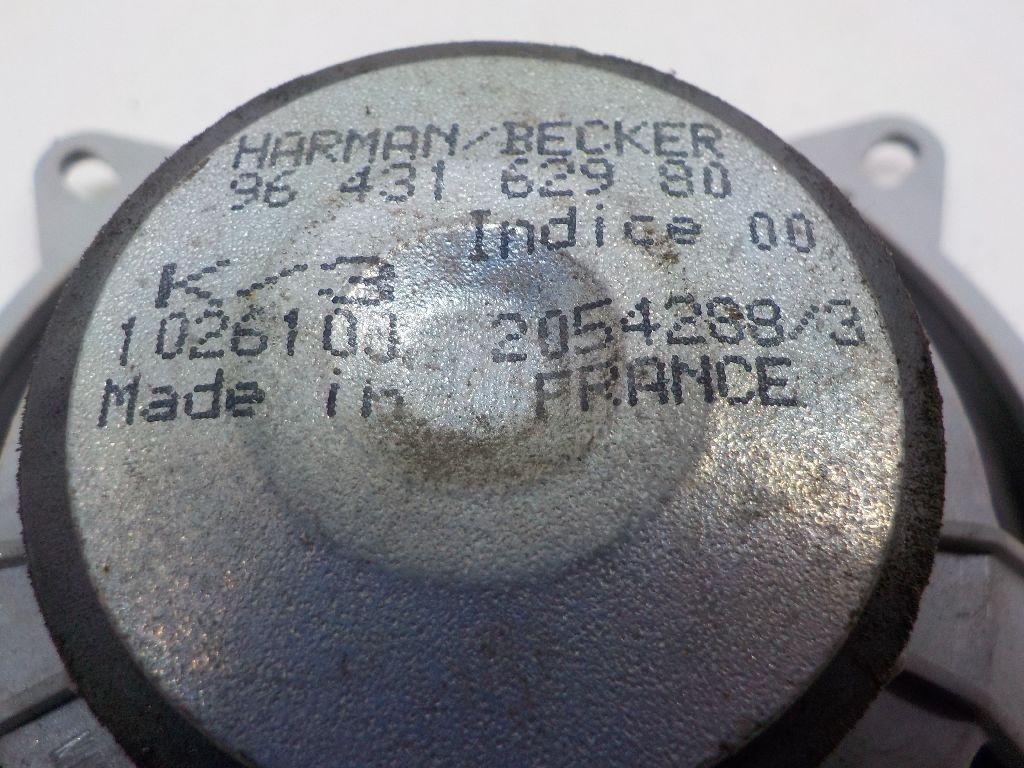 HARMAN/BECKER
96 431 629 80
Indice 00
K/3
102610J 2054288/3
Made in FRANCE